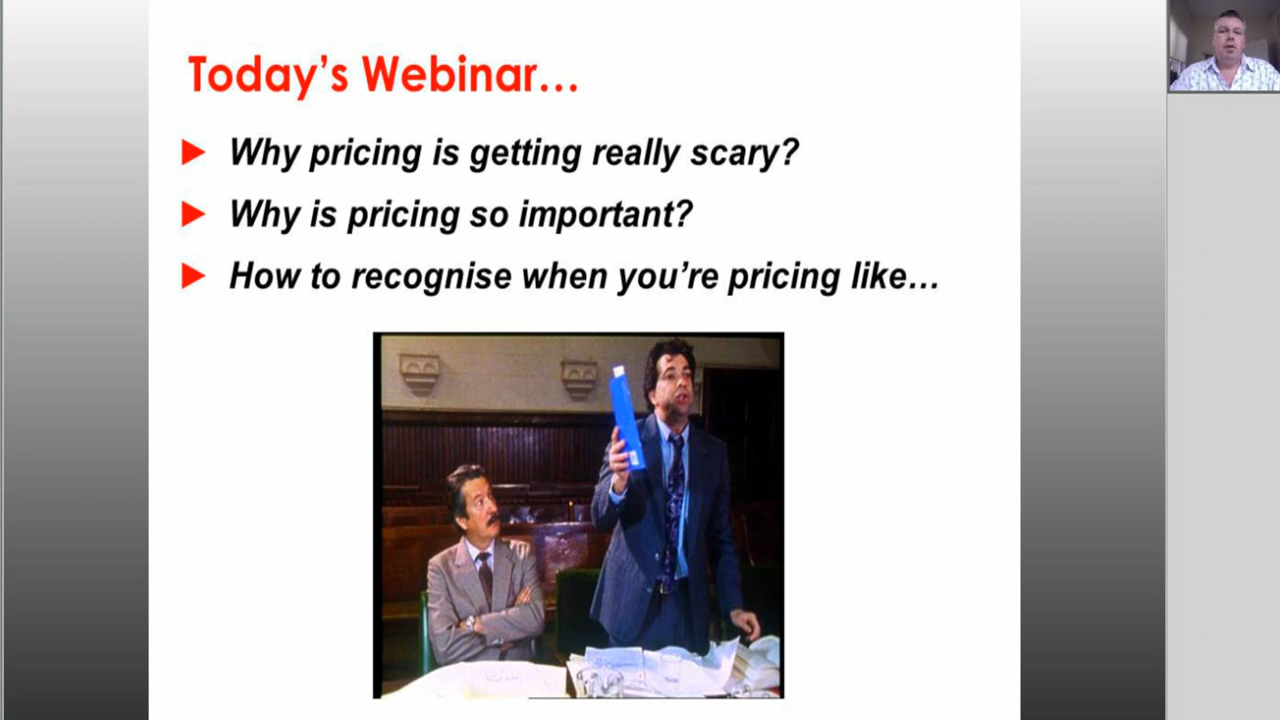 Today’s Webinar…
Why pricing is getting really scary?
Why is pricing so important?
How to recognise when you’re pricing like…